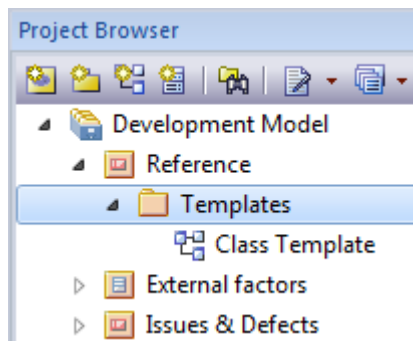 Project Browser
Development Model
Reference
Templates
Class Template
External factors
Issues & Defects